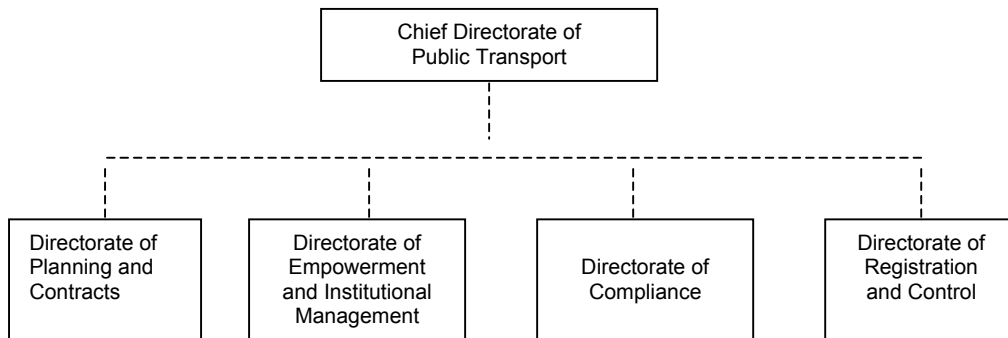 Chief Directorate of
Public Transport
Directorate of
Planning and
Contracts
Directorate of
Empowerment
and Institutional
Management
Directorate of
Compliance
Directorate of
Registration
and Control